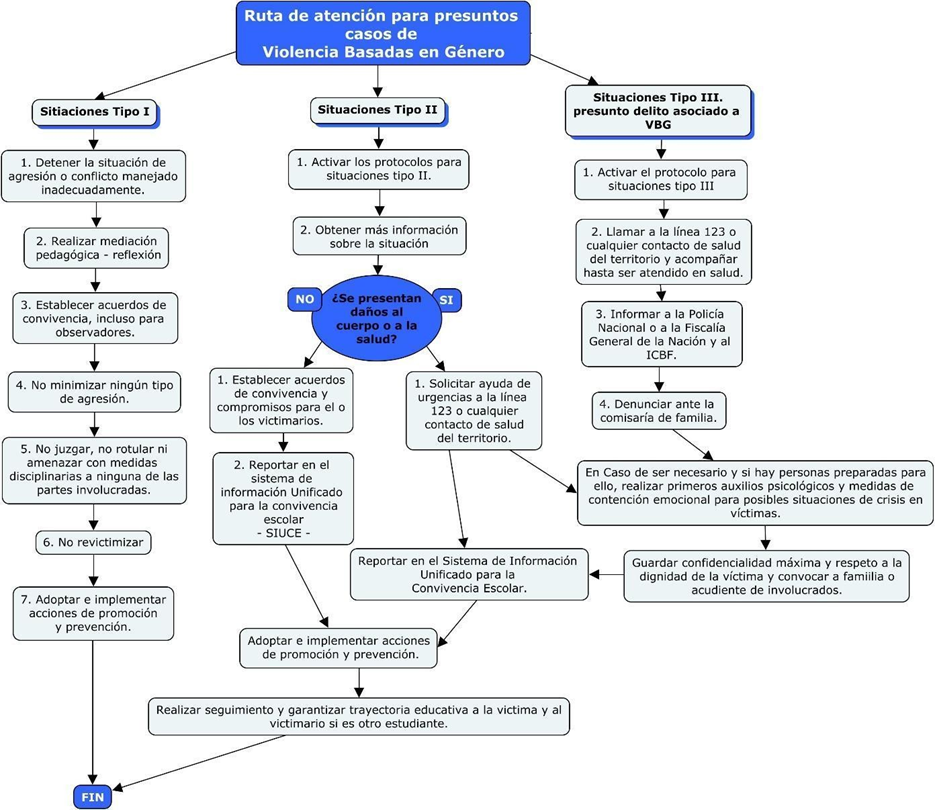 Ruta de atención para presuntos
casos de
Violencia Basadas en Género
Sitiaciones Tipo I
1. Detener la situación de
agresión o conflicto manejado
inadecuadamente.
2. Realizar mediación
pedagógica - reflexión
3. Establecer acuerdos de
convivencia, incluso para
observadores.
4. No minimizar ningún tipo
de agresión.
5. No juzgar, no rotular ni
amenazar con medidas
disciplinarias a ninguna de las
partes involucradas.
6. No revictimizar
7. Adoptar e implementar
acciones de promoción
y prevención.
Situaciones Tipo II
1. Activar los protocolos para
situaciones tipo II.
2. Obtener más información
sobre la situación
NO
¿Se presentan
daños al
cuerpo o a la
salud?
SI
1. Establecer acuerdos
de convivencia y
compromisos para el o
los victimarios.
2. Reportar en el
sistema de
información Unificado
para la convivencia
escolar
- SIUCE -
1. Solicitar ayuda de
urgencias a la línea
123 o cualquier
contacto de salud
del territorio.
Situaciones Tipo III.
presunto delito asociado a
VBG
1. Activar el protocolo para
situaciones tipo III
2. Llamar a la línea 123 o
cualquier contacto de salud
del territorio y acompañar
hasta ser atendido en salud.
3. Informar a la Policía
Nacional o a la Fiscalía
General de la Nación y al
ICBF.
4. Denunciar ante la
comisaría de familia.
En Caso de ser necesario y si hay personas preparadas para
ello, realizar primeros auxilios psicológicos y medidas de
contención emocional para posibles situaciones de crisis en
víctimas.
Guardar confidencialidad máxima y respeto a la
dignidad de la víctima y convocar a famiilia o
acudiente de involucrados.
Reportar en el Sistema de Información
Unificado para la
Convivencia Escolar.
Adoptar e implementar acciones
de promoción y prevención.
Realizar seguimiento y garantizar trayectoria educativa a la victima y al
victimario si es otro estudiante.
FIN